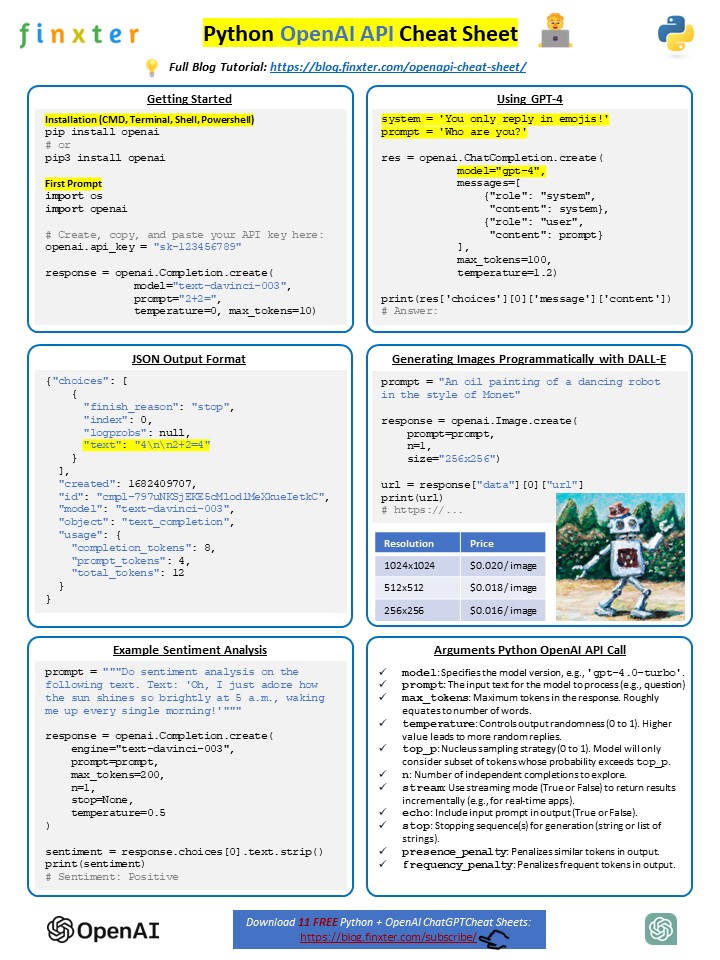 finxter
Python OpenAI API Cheat Sheet
Full Blog Tutorial: https://blog.finxter.com/openapi-cheat-sheet/
Getting Started
Installation (CMD, Terminal, Shell, Powershell)
pip install openai
# or
pip3 install openai
First Prompt
import os
import openai
# Create, copy, and paste your API key here:
openai.api_key = "sk-123456789"
response = openai.Completion.create(
model="text-davinci-003",
prompt="2+2=",
temperature=0, max_tokens=10)
Using GPT-4
system = 'You only reply in emojis!'
prompt = 'Who are you?'
res = openai.ChatCompletion.create(
model="gpt-4",
messages=[
{"role": "system",
"content": system},
{"role": "user",
"content": prompt}
],
max_tokens=100,
temperature=1.2)
print(res['choices'][0]['message']['content'])
# Answer:
JSON Output Format
{"choices": [
{
"finish_reason": "stop",
"index": 0,
"logprobs": null,
"text": "4\n\n2+2=4"
}
],
"created": 1682409707,
"id": "cmpl-797uNKSjEKE5cMlodlMeXkueIetkC",
"model": "text-davinci-003",
"object": "text_completion",
"usage": {
"completion_tokens": 8,
"prompt_tokens": 4,
"total_tokens": 12
}
}
Generating Images Programmatically with DALL-E
prompt = "An oil painting of a dancing robot
in the style of Monet"
response = openai.Image.create(
prompt=prompt,
n=1,
size="256x256")
url = response["data"][0]["url"]
print(url)
# https://...
Resolution Price
1024x1024 $0.020/image
512x512 $0.018/image
256x256 $0.016/image
Example Sentiment Analysis
prompt = """Do sentiment analysis on the
following text. Text: 'Oh, I just adore how
the sun shines so brightly at 5 a.m., waking
me up every single morning!'"""
response = openai.Completion.create(
engine="text-davinci-003",
prompt=prompt,
max_tokens=200,
n=1,
stop=None,
temperature=0.5
)
sentiment = response.choices[0].text.strip()
print(sentiment)
# Sentiment: Positive
Arguments Python OpenAI API Call
✓ model: Specifies the model version, e.g., 'gpt-4.0-turbo'.
✓ prompt: The input text for the model to process (e.g., question)
✓ max_tokens: Maximum tokens in the response. Roughly
equates to number of words.
✓ temperature: Controls output randomness (0 to 1). Higher
value leads to more random replies.
✓ top_p: Nucleus sampling strategy (0 to 1). Model will only
consider subset of tokens whose probability exceeds top_p.
✓ n: Number of independent completions to explore.
✓ stream: Use streaming mode (True or False) to return results
incrementally (e.g., for real-time apps).
✓ echo: Include input prompt in output (True or False).
✓ stop: Stopping sequence(s) for generation (string or list of
strings).
✓ presence_penalty: Penalizes similar tokens in output.
✓ frequency_penalty: Penalizes frequent tokens in output.
OpenAI
Download 11 FREE Python + OpenAI ChatGPTCheat Sheets:
https://blog.finxter.com/subscribe/